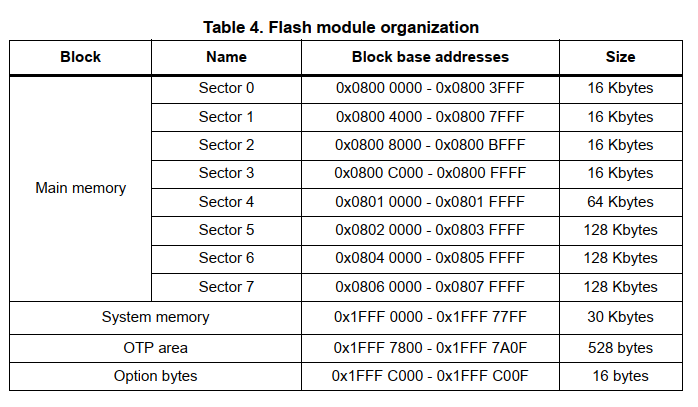 Table 4. Flash module organization
Block Name Block base addresses Size
Main memory
Sector 0 0x0800 0000 - 0x0800 3FFF 16 Kbytes
Sector 1 0x0800 4000 - 0x0800 7FFF 16 Kbytes
Sector 2 0x0800 8000 - 0x0800 BFFF 16 Kbytes
Sector 3 0x0800 C000 - 0x0800 FFFF 16 Kbytes
Sector 4 0x0801 0000 - 0x0801 FFFF 64 Kbytes
Sector 5 0x0802 0000 - 0x0803 FFFF 128 Kbytes
Sector 6 0x0804 0000 - 0x0805 FFFF 128 Kbytes
Sector 7 0x0806 0000 - 0x0807 FFFF 128 Kbytes
System memory 0x1FFF 0000 - 0x1FFF 77FF 30 Kbytes
OTP area 0x1FFF 7800 - 0x1FFF 7A0F 528 bytes
Option bytes 0x1FFF C000 - 0x1FFF C00F 16 bytes